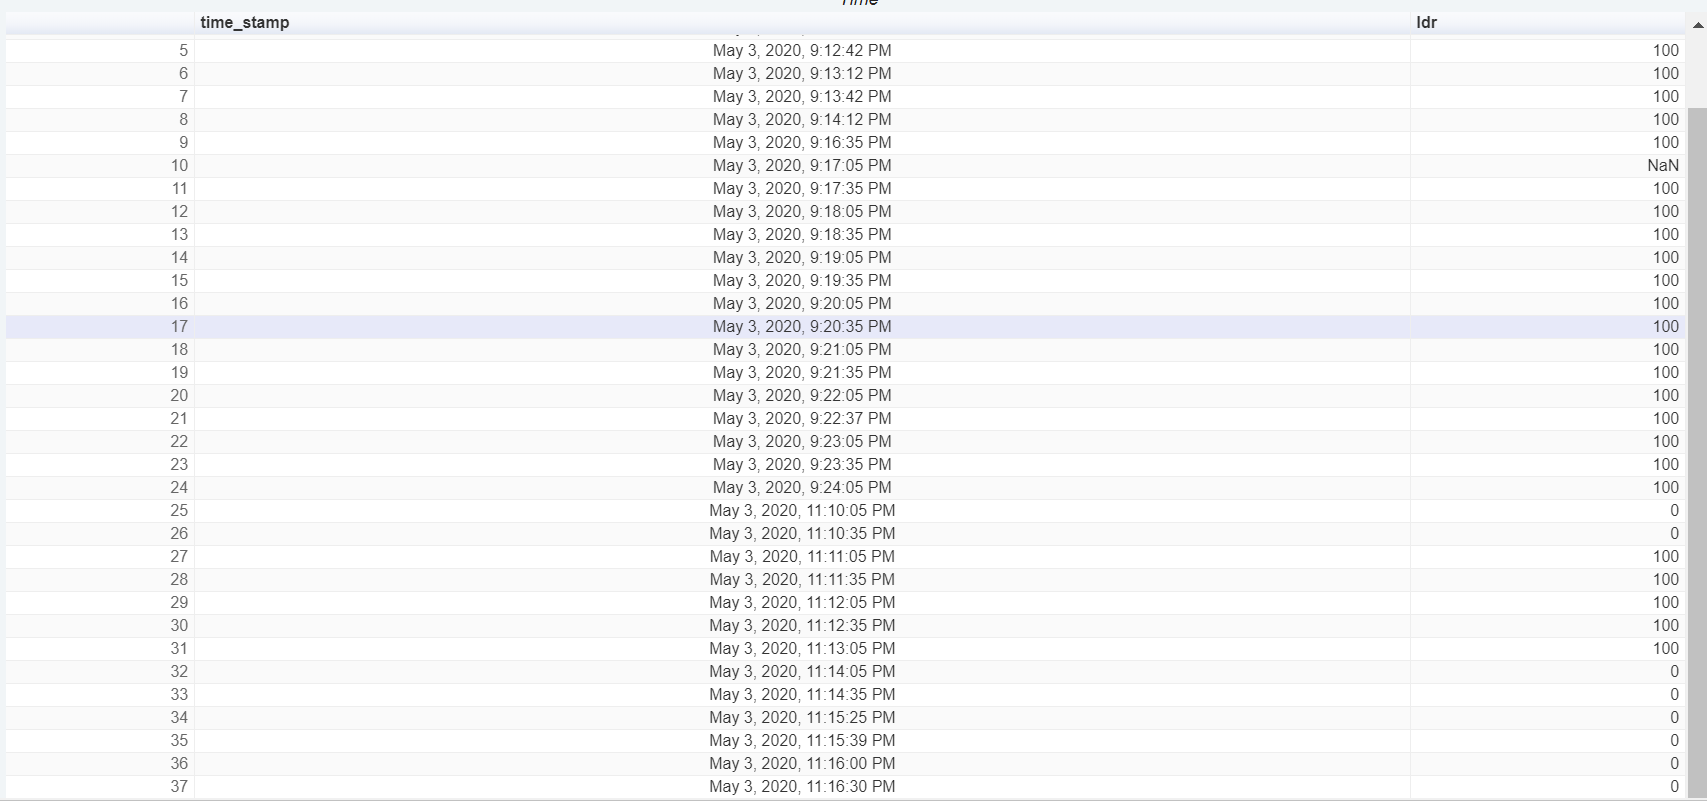 Time
time_stamp ldr
5 May 3, 2020, 9:12:42 PM 100
6 May 3, 2020, 9:13:12 PM 100
7 May 3, 2020, 9:13:42 PM 100
8 May 3, 2020, 9:14:12 PM 100
9 May 3, 2020, 9:16:35 PM 100
10 May 3, 2020, 9:17:05 PM NaN
11 May 3, 2020, 9:17:35 PM 100
12 May 3, 2020, 9:18:05 PM 100
13 May 3, 2020, 9:18:35 PM 100
14 May 3, 2020, 9:19:05 PM 100
15 May 3, 2020, 9:19:35 PM 100
16 May 3, 2020, 9:20:05 PM 100
17 May 3, 2020, 9:20:35 PM 100
18 May 3, 2020, 9:21:05 PM 100
19 May 3, 2020, 9:21:35 PM 100
20 May 3, 2020, 9:22:05 PM 100
21 May 3, 2020, 9:22:37 PM 100
22 May 3, 2020, 9:23:05 PM 100
23 May 3, 2020, 9:23:35 PM 100
24 May 3, 2020, 9:24:05 PM 100
25 May 3, 2020, 11:10:05 PM 0
26 May 3, 2020, 11:10:35 PM 0
27 May 3, 2020, 11:11:05 PM 100
28 May 3, 2020, 11:11:35 PM 100
29 May 3, 2020, 11:12:05 PM 100
30 May 3, 2020, 11:12:35 PM 100
31 May 3, 2020, 11:13:05 PM 100
32 May 3, 2020, 11:14:05 PM 0
33 May 3, 2020, 11:14:35 PM 0
34 May 3, 2020, 11:15:25 PM 0
35 May 3, 2020, 11:15:39 PM 0
36 May 3, 2020, 11:16:00 PM 0
37 May 3, 2020, 11:16:30 PM 0